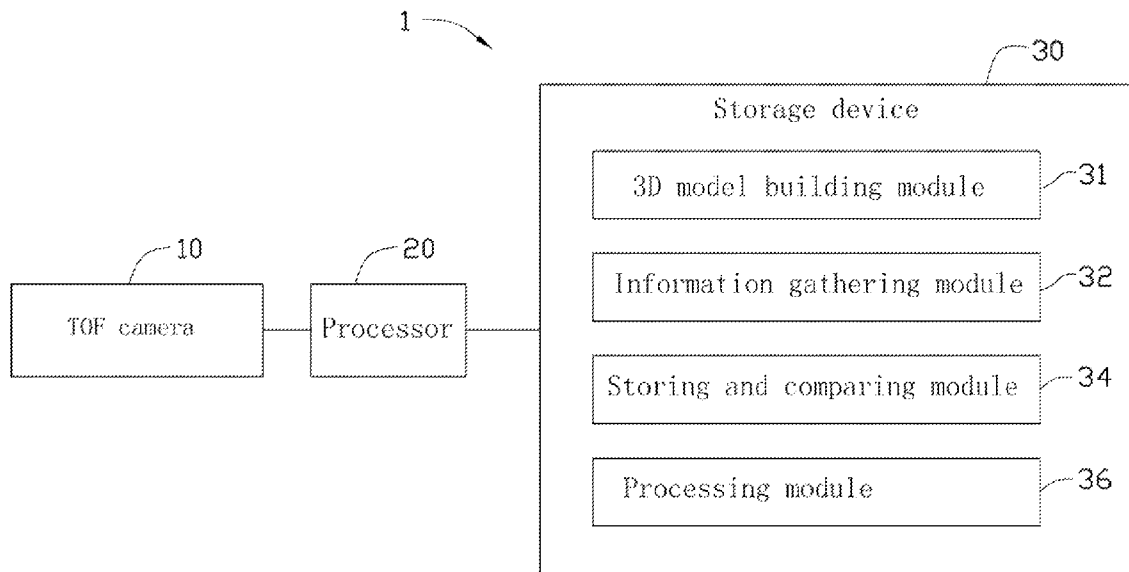 1
30
Storage device
3D model building module
31
10
20
Information gathering module
32
TOF camera
Processor
Storing and comparing module
34
Processing module
36